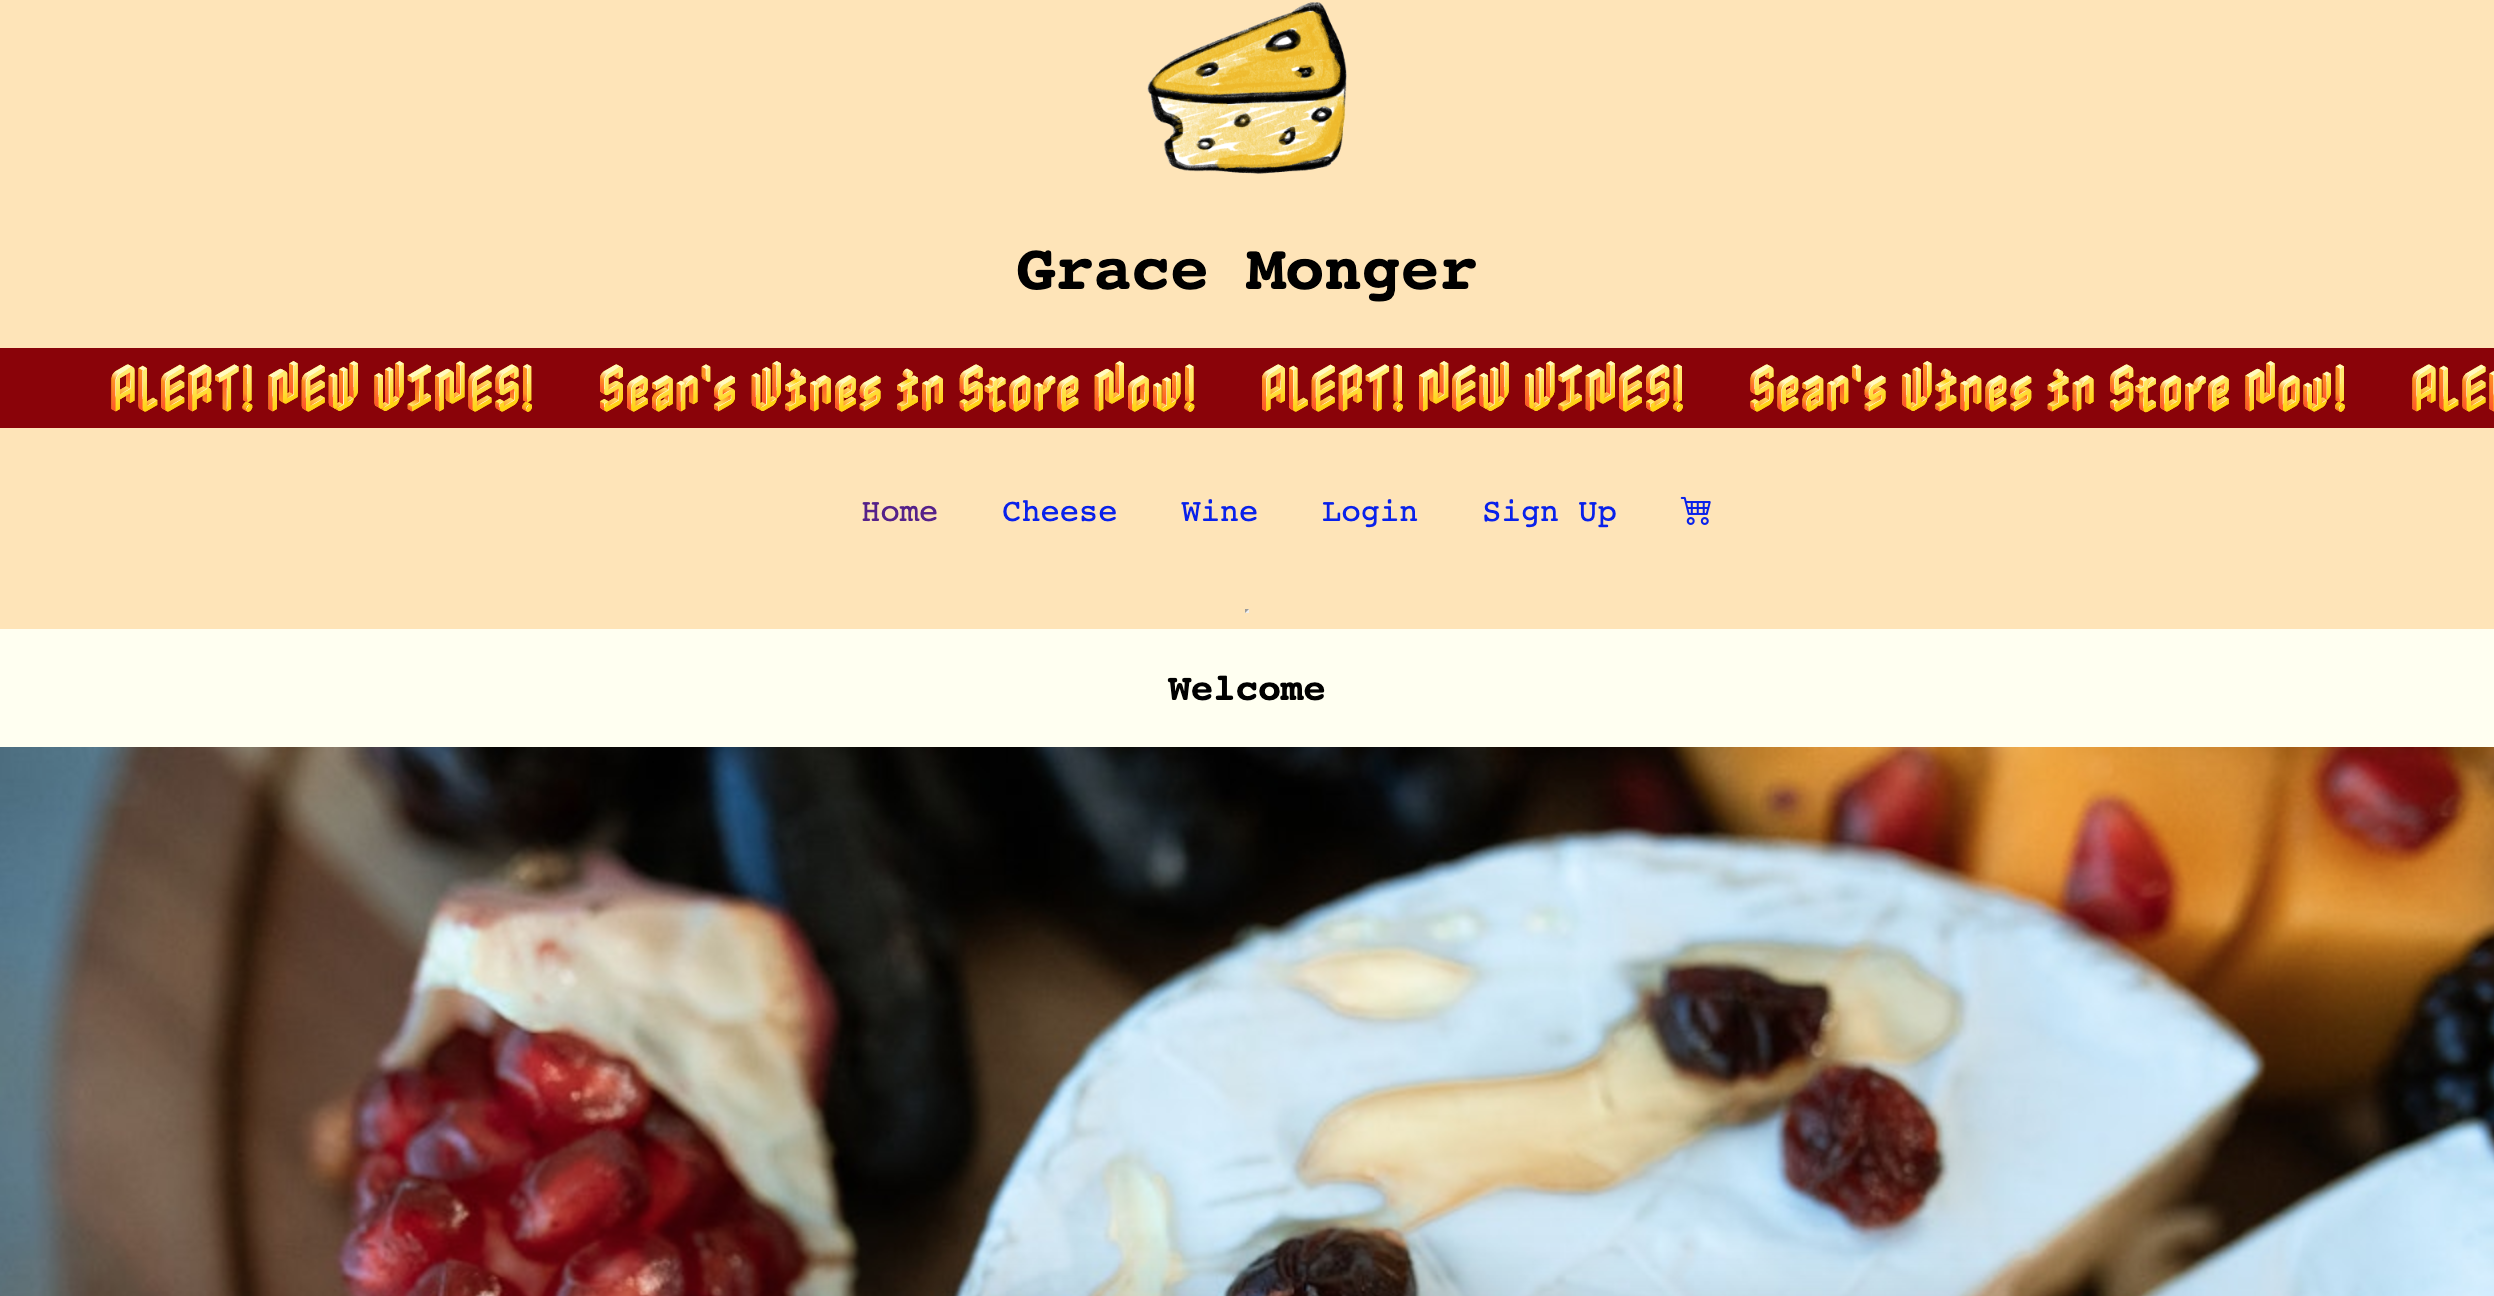 Grace Monger
ALERT! NEW WINES! Sean's Wines in Store Now! ALERT! NEW WINES! Sean's Wines in Store Now! ALE
Home Cheese Wine Login Sign Up
Welcome